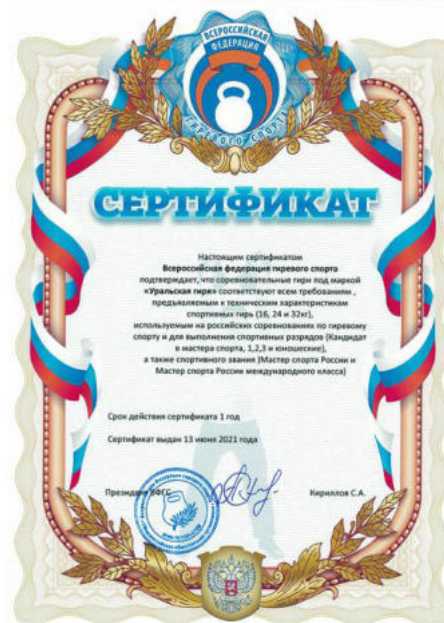 ВСЕРОССИЙСКАЯ
ФЕДЕРАЦИЯ
ГИРЕВОГО СПОРТА
СЕРТИФИКАТ
Настоящим сертификатом
Всероссийская федерация гиревого спорта
подтверждает, что соревновательные гири под маркой
«Уральская гиря» соответствуют всем требованиям ,
предъявляемым к техническим характеристикам
спортивных гирь (16, 24 и 32кг),
используемым на российских соревнованиях по гиревому
спорту и для выполнения спортивных разрядов (Кандидат
в мастера спорта, 1,2,3 и юношеские),
а также спортивного звания )Мастер спорта России и
Мастер спорта России международного класса)
Срок действия сертификата 1 год
Сертификат выдан 13 июня 2021 года
Президент ВФГС Кириллов С.А.